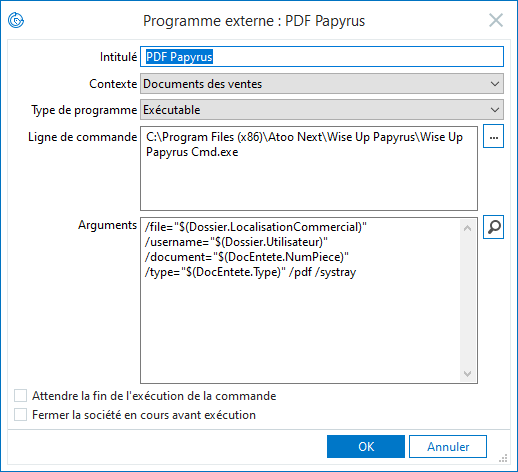 Programme externe : PDF Papyrus
Intitulé PDF Papyrus
Contexte Documents des ventes
Type de programme Exécutable
Ligne de commande C:\Program Files (x86)\Atoo Next\Wise Up Papyrus\Wise Up
Papyrus Cmd.exe
...
Arguments /file="$(Dossier.LocalisationCommercial)"
/username="$(Dossier.Utilisateur)"
/document="$(DocEntete.NumPiece)"
/type="$(DocEntete.Type)" /pdf /systray
Attendre la fin de l'exécution de la commande
Fermer la société en cours avant exécution
OK Annuler